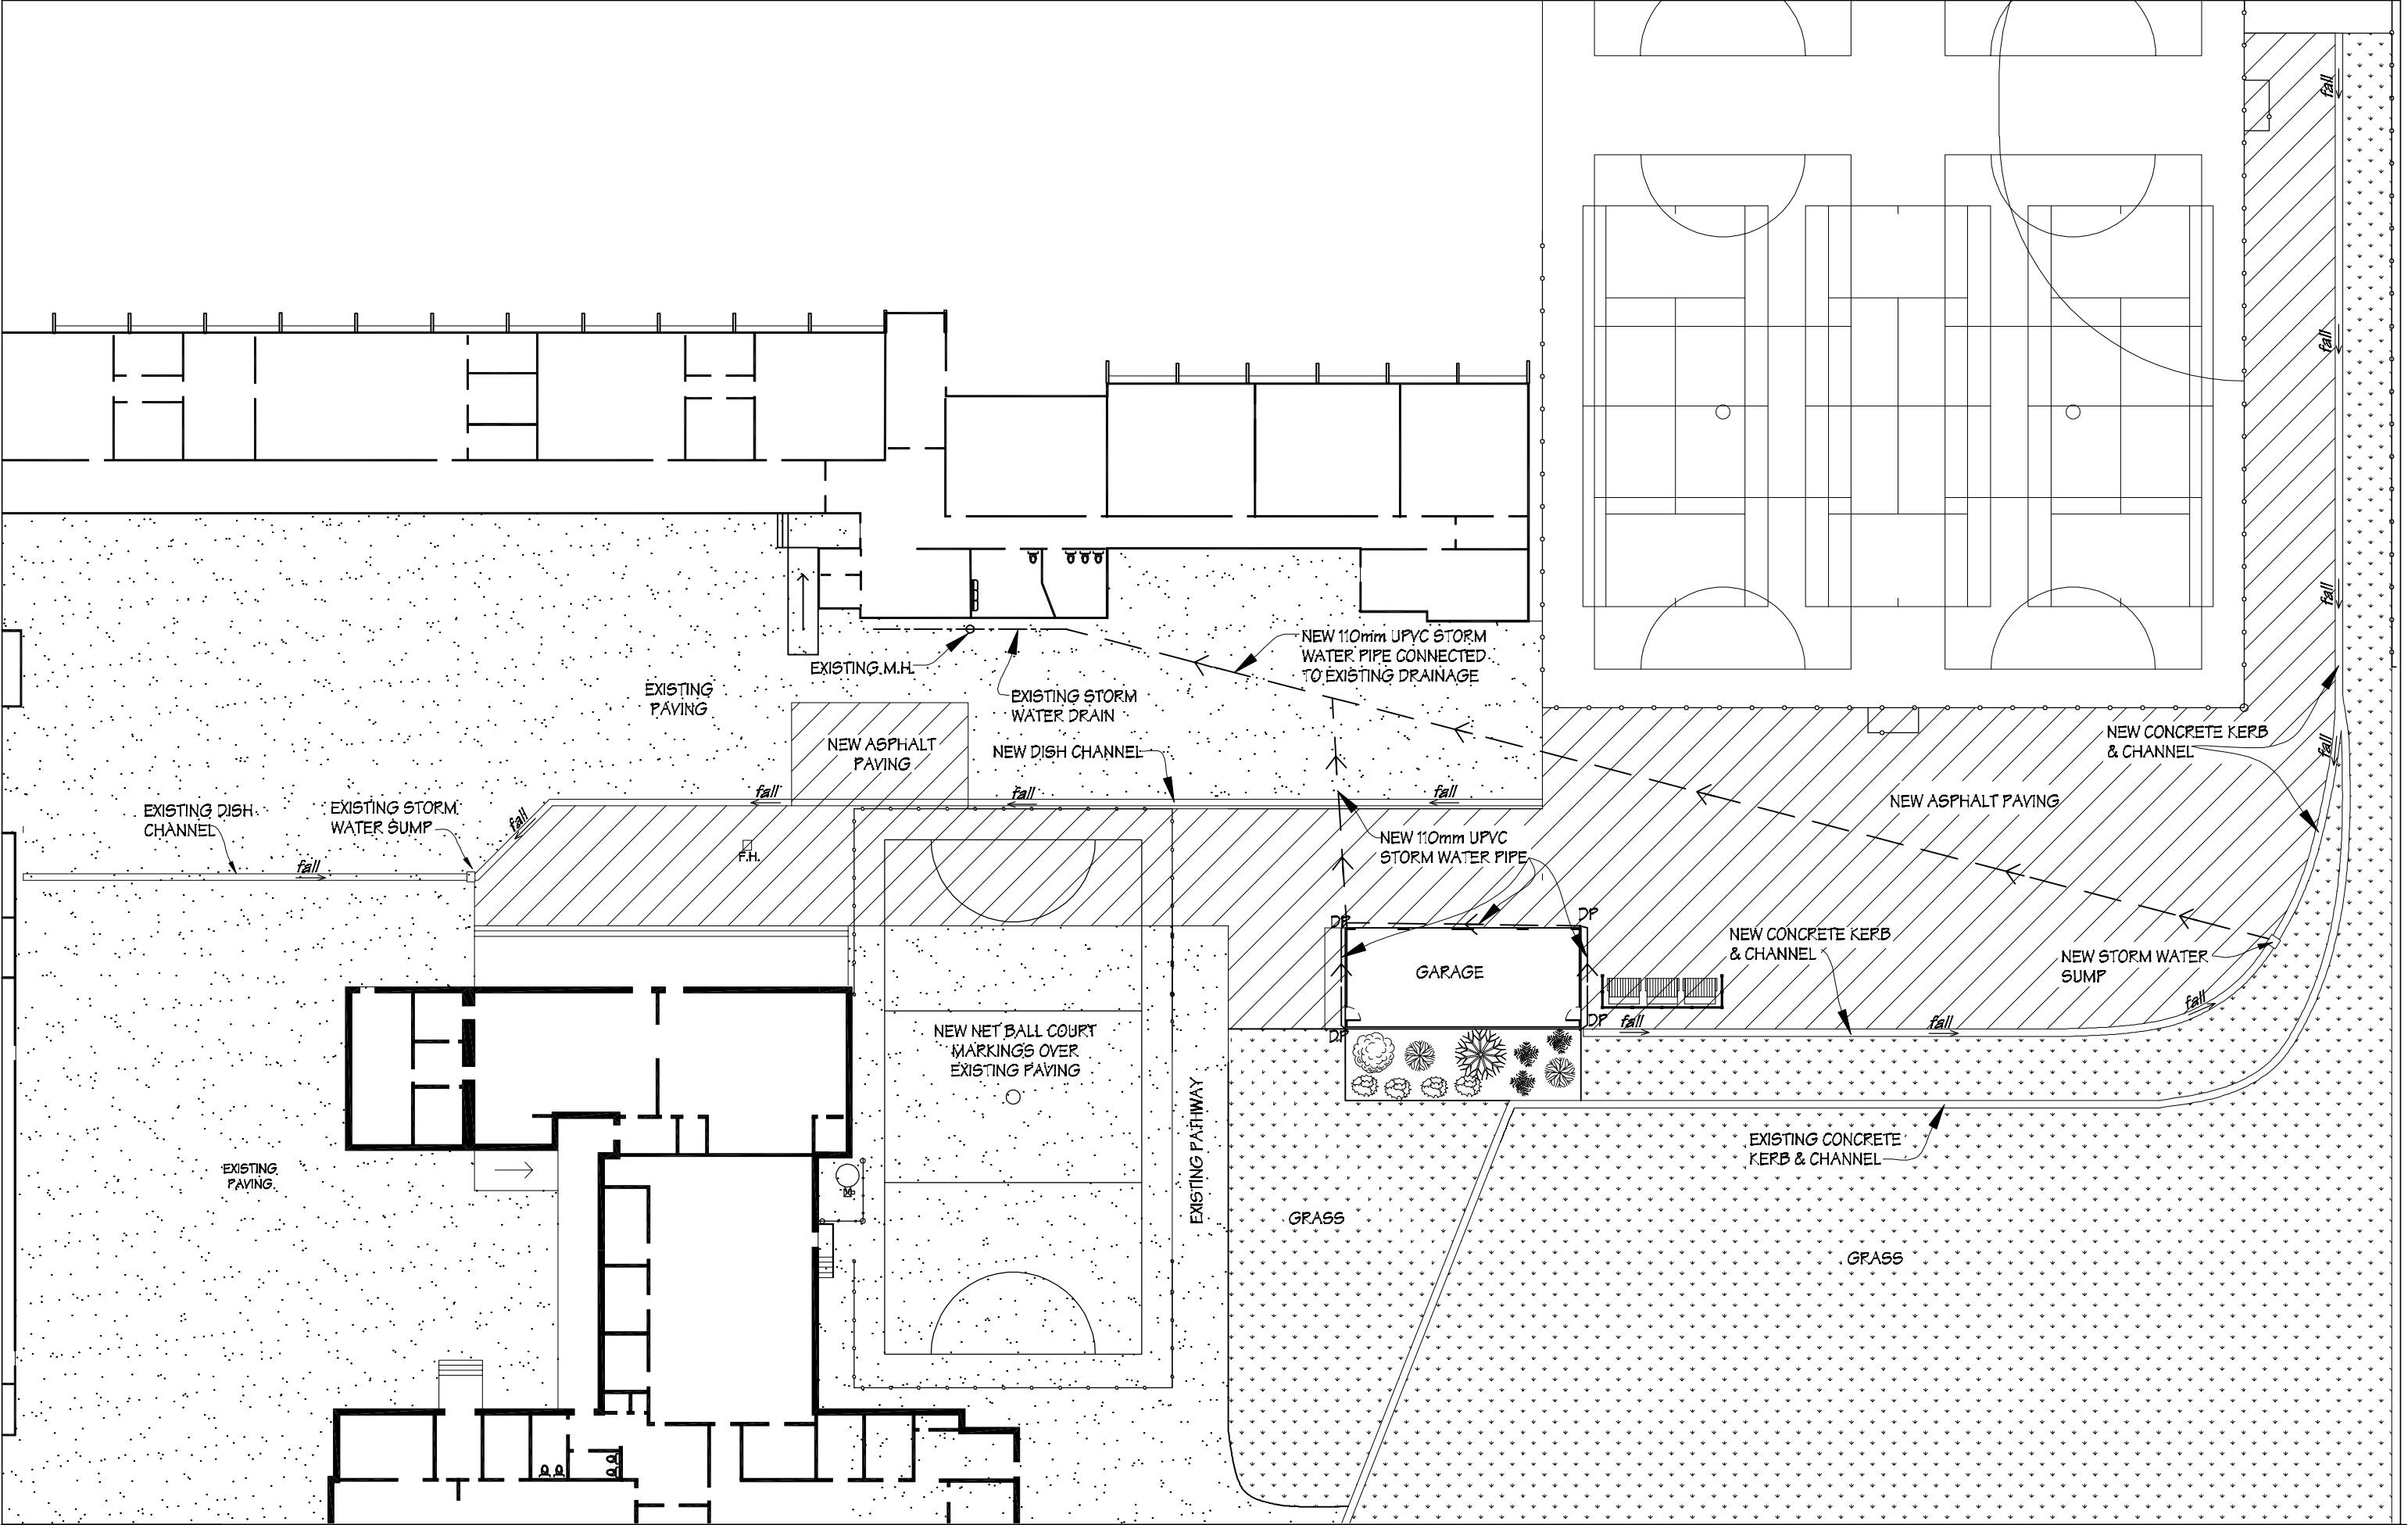 fall
fall
fall
NEW 110mm UPVC STORM
WATER PIPE CONNECTED
TO EXISTING DRAINAGE
EXISTING M.H.
EXISTING STORM
WATER DRAIN
EXISTING
PAVING
NEW CONCRETE KERB
& CHANNEL
fall
NEW ASPHALT
PAVING
NEW DISH CHANNEL
fall
fall
fall
NEW ASPHALT PAVING
EXISTING DISH
CHANNEL
EXISTING STORM
WATER SUMP
fall
fall
F.H.
NEW 110mm UPVC
STORM WATER PIPE
DP
DP
NEW CONCRETE KERB
& CHANNEL
GARAGE
NEW STORM WATER
SUMP
fall
DP
DP
fall
fall
NEW NET BALL COURT
MARKINGS OVER
EXISTING PAVING
EXISTING PATHWAY
EXISTING CONCRETE
KERB & CHANNEL
EXISTING
PAVING
GRASS
GRASS